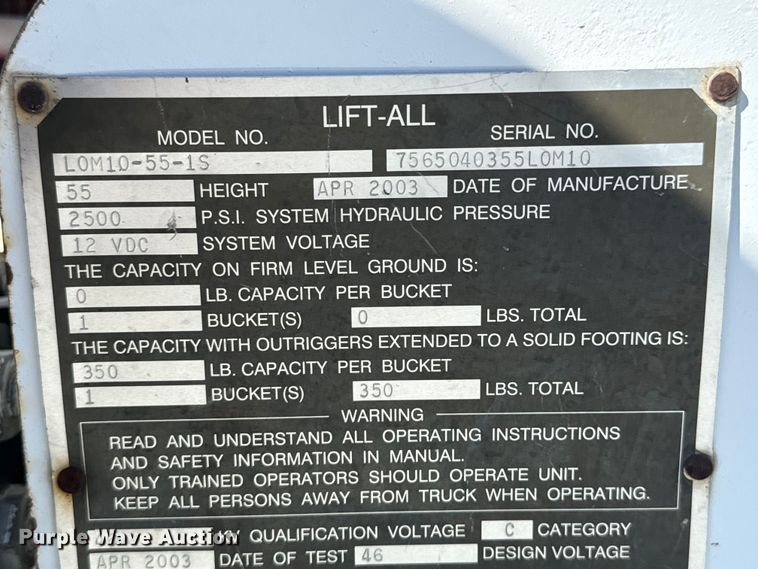 LIFT-ALL
MODEL NO. SERIAL NO.
LOM10-55-1S 7565040355LOM10
55 HEIGHT APR 2003 DATE OF MANUFACTURE
2500 P.S.I. SYSTEM HYDRAULIC PRESSURE
12 VDC SYSTEM VOLTAGE
THE CAPACITY ON FIRM LEVEL GROUND IS:
0 LB. CAPACITY PER BUCKET
1 BUCKET(S) 0 LBS. TOTAL
THE CAPACITY WITH OUTRIGGERS EXTENDED TO A SOLID FOOTING IS:
350 LB. CAPACITY PER BUCKET
1 BUCKET(S) 350 LBS. TOTAL
WARNING
READ AND UNDERSTAND ALL OPERATING INSTRUCTIONS
AND SAFETY INFORMATION IN MANUAL.
ONLY TRAINED OPERATORS SHOULD OPERATE UNIT.
KEEP ALL PERSONS AWAY FROM TRUCK WHEN OPERATING.
QUALIFICATION VOLTAGE C CATEGORY
APR 2003 DATE OF TEST 46 DESIGN VOLTAGE
Purple Wave Auction